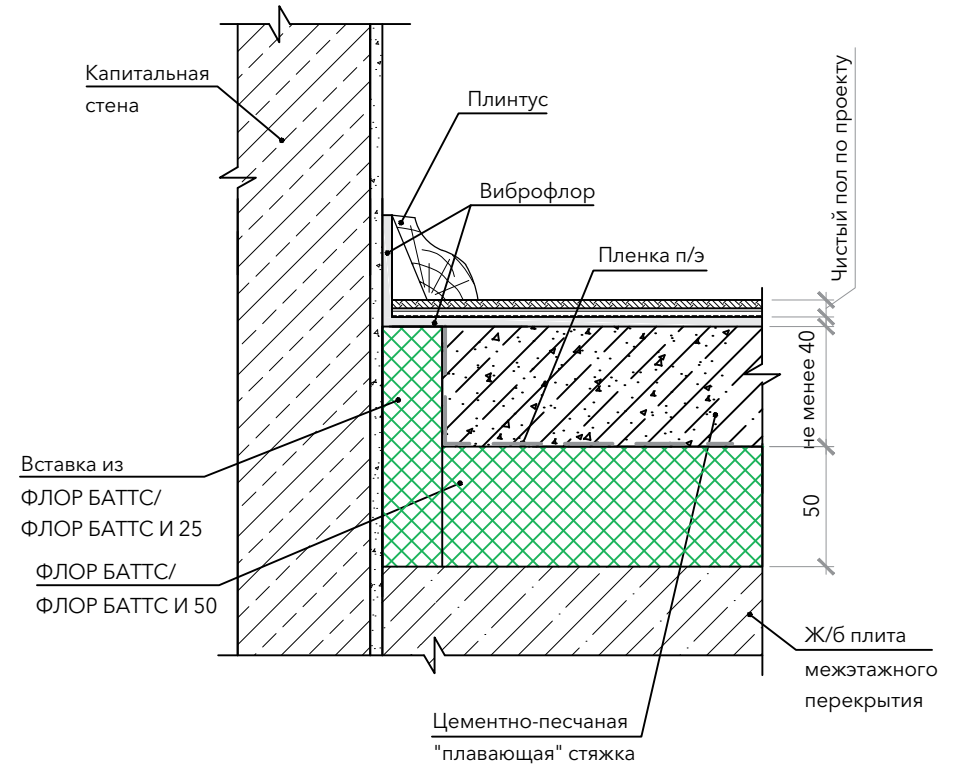 Капитальная
стена
Плинтус
Виброфлор
Пленка п/э
Чистый пол по проекту
не менее 40
50
Вставка из
ФЛОР БАТТС/
ФЛОР БАТТС И 25
ФЛОР БАТТС/
ФЛОР БАТТС И 50
Ж/б плита
межэтажного
перекрытия
Цементно-песчаная
"плавающая" стяжка